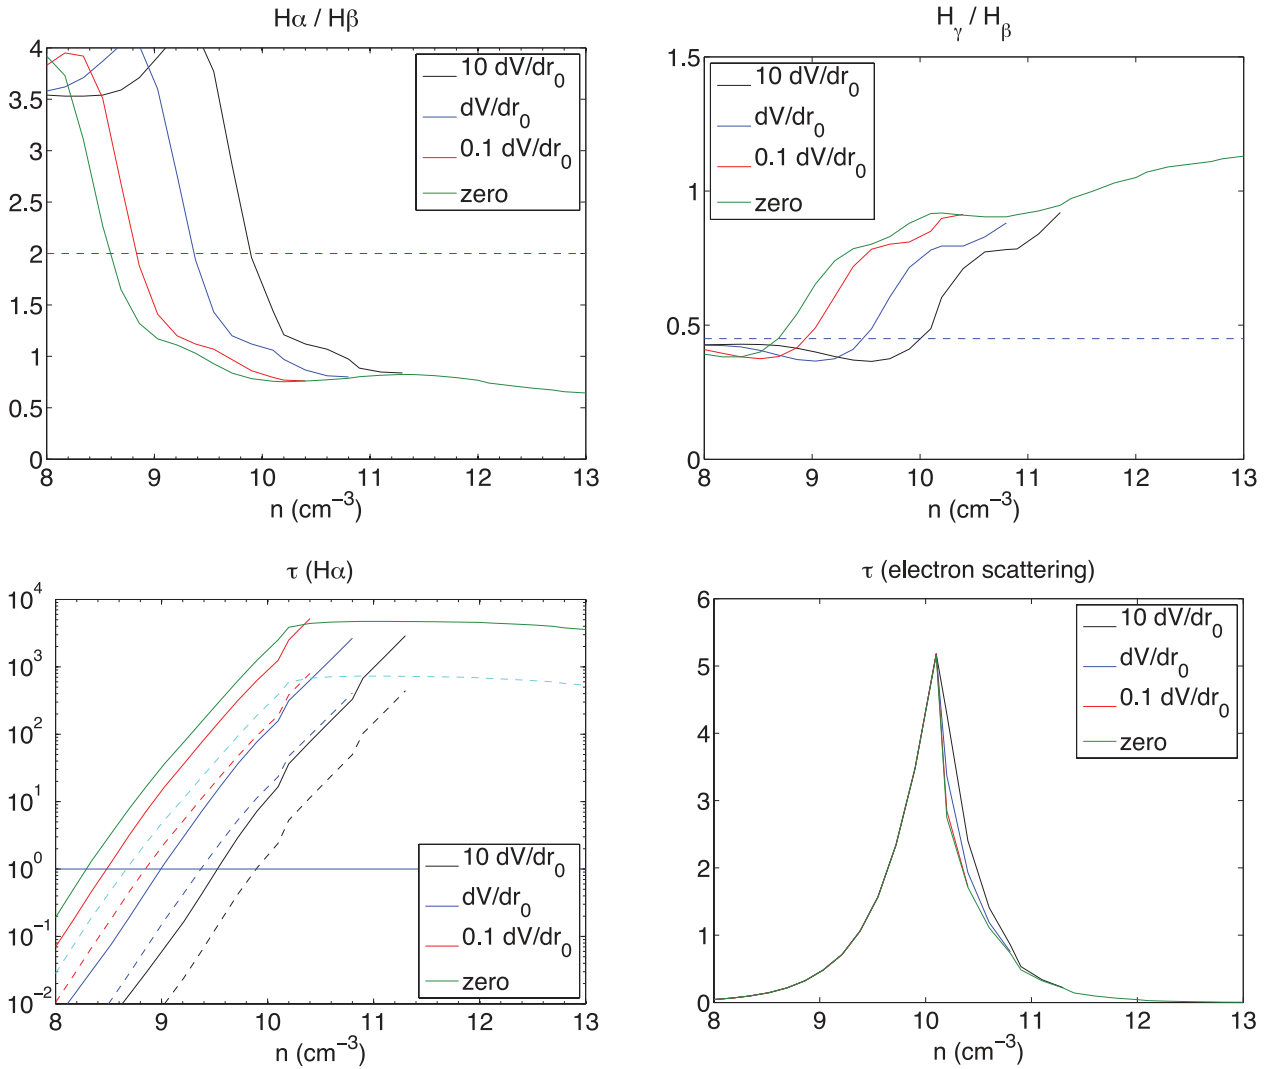 Hα / Hβ
4
3.5
3
2.5
2
1.5
1
0.5
0
8 9 10 11 12 13
n (cm⁻³)
10 dV/dr₀
dV/dr₀
0.1 dV/dr₀
zero
H_γ / H_β
1.5
1
0.5
0
8 9 10 11 12 13
n (cm⁻³)
10 dV/dr₀
dV/dr₀
0.1 dV/dr₀
zero
τ (Hα)
10⁴
10³
10²
10¹
10⁰
10⁻¹
10⁻²
8 9 10 11 12 13
n (cm⁻³)
10 dV/dr₀
dV/dr₀
0.1 dV/dr₀
zero
τ (electron scattering)
6
5
4
3
2
1
0
8 9 10 11 12 13
n (cm⁻³)
10 dV/dr₀
dV/dr₀
0.1 dV/dr₀
zero